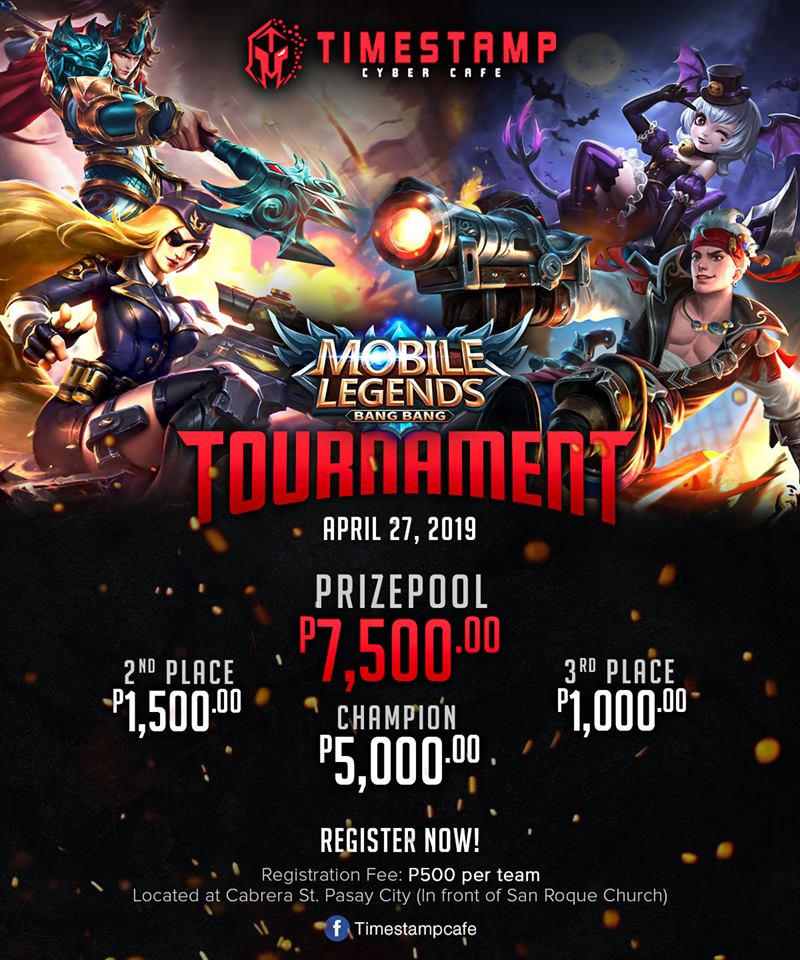 TIMESTAMP
CYBER CAFE
MOBILE
LEGENDS
BANG BANG
TOURNAMENT
APRIL 27, 2019
PRIZEPOOL
P7,500.00
2ND PLACE
P1,500.00
CHAMPION
P5,000.00
3RD PLACE
P1,000.00
REGISTER NOW!
Registration Fee: P500 per team
Located at Cabrera St. Pasay City (In front of San Roque Church)
f Timestampcafe